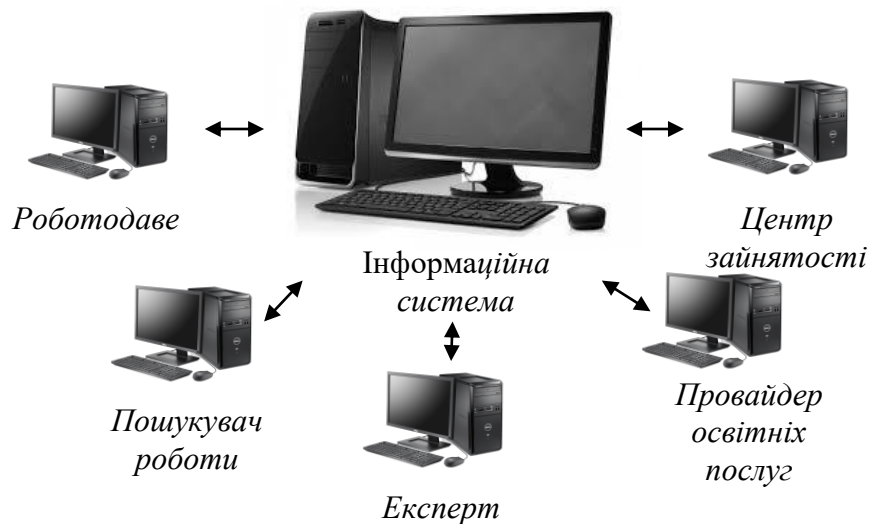 Роботодаве
Інформаційна
система
Центр
зайнятості
Пошукувач
роботи
Експерт
Провайдер
освітніх
послуг